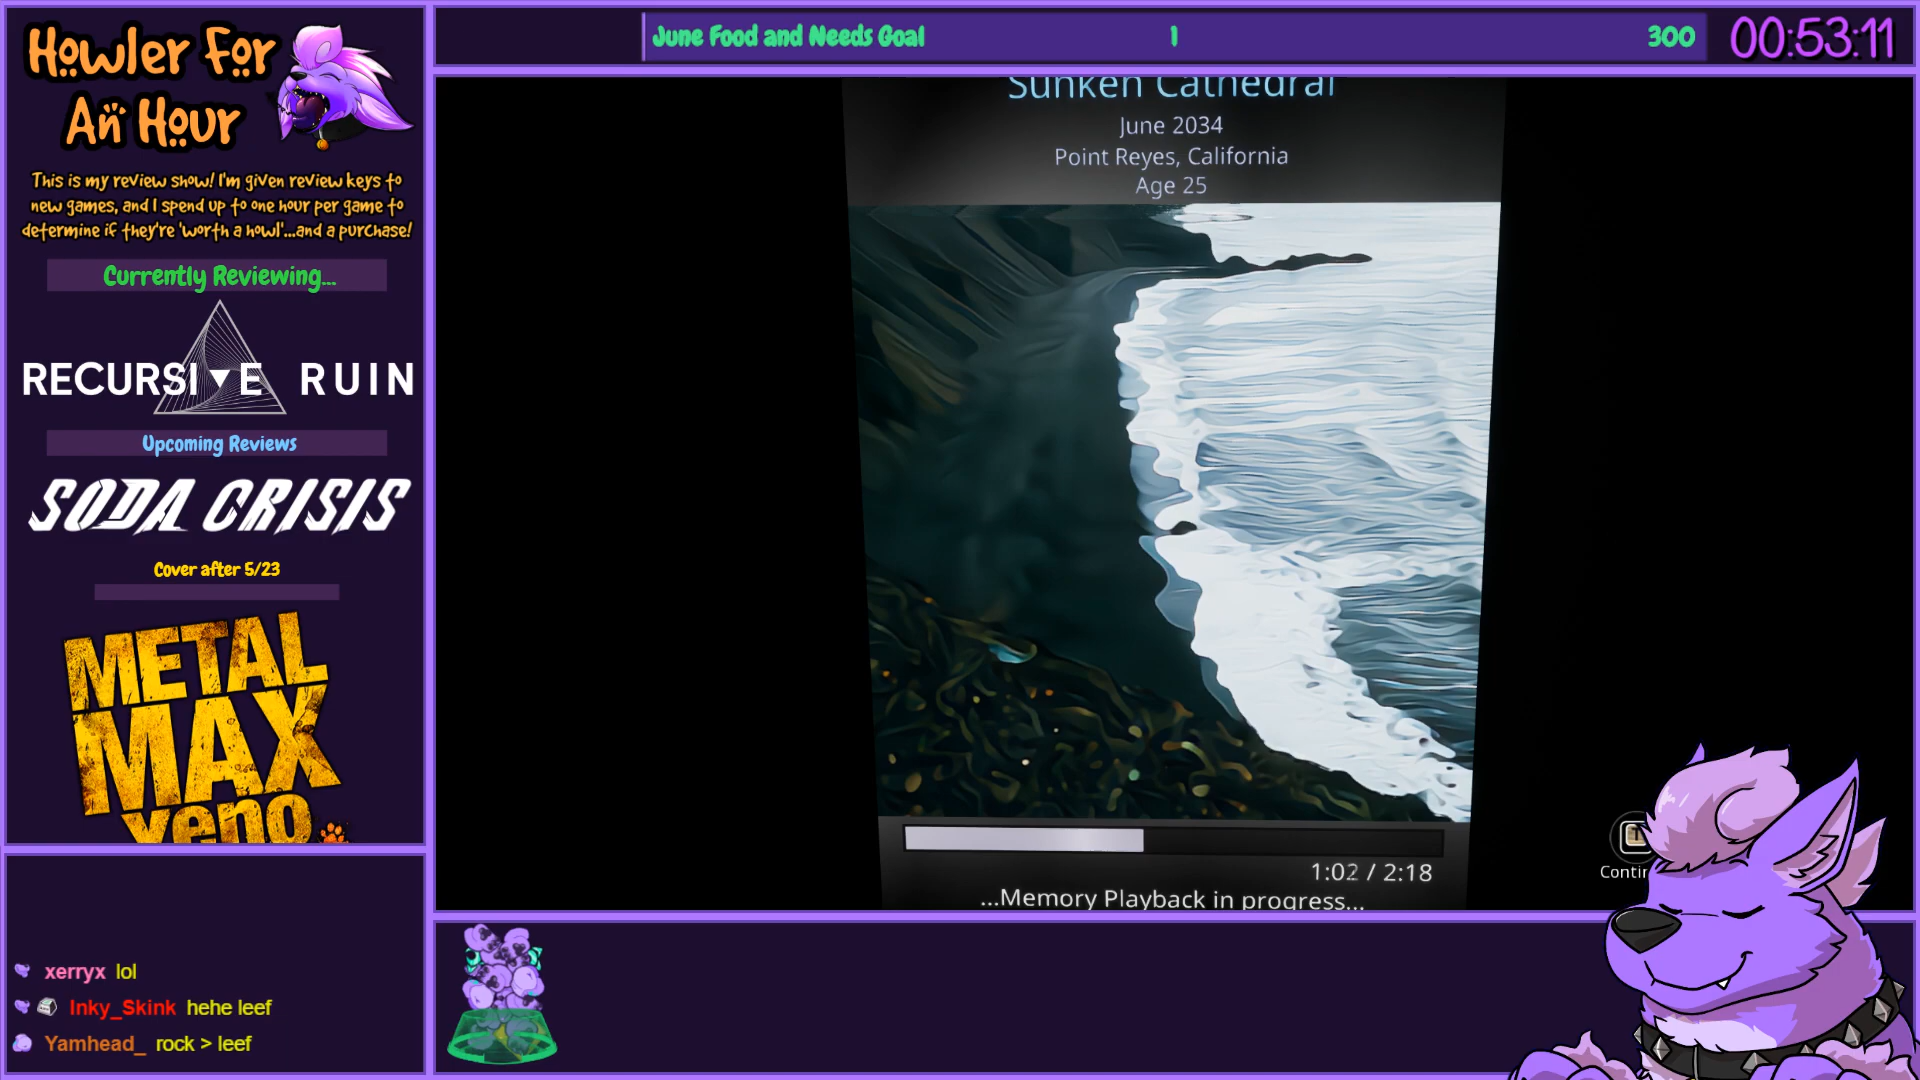 Howler For
An Hour
This is my review show! I'm given review keys to
new games, and I spend up to one hour per game to
determine if they're 'worth a howl'...and a purchase!
Currently Reviewing...
RECURSI▼E RUIN
Upcoming Reviews
SODA CRISIS
Cover after 5/23
METAL
MAX
xeno
xerryx lol
Inky_Skink hehe leef
Yamhead_ rock > leef
June Food and Needs Goal 1 300
00:53:11
Sunken Cathedral
June 2034
Point Reyes, California
Age 25
1:02 / 2:18
...Memory Playback in progress...